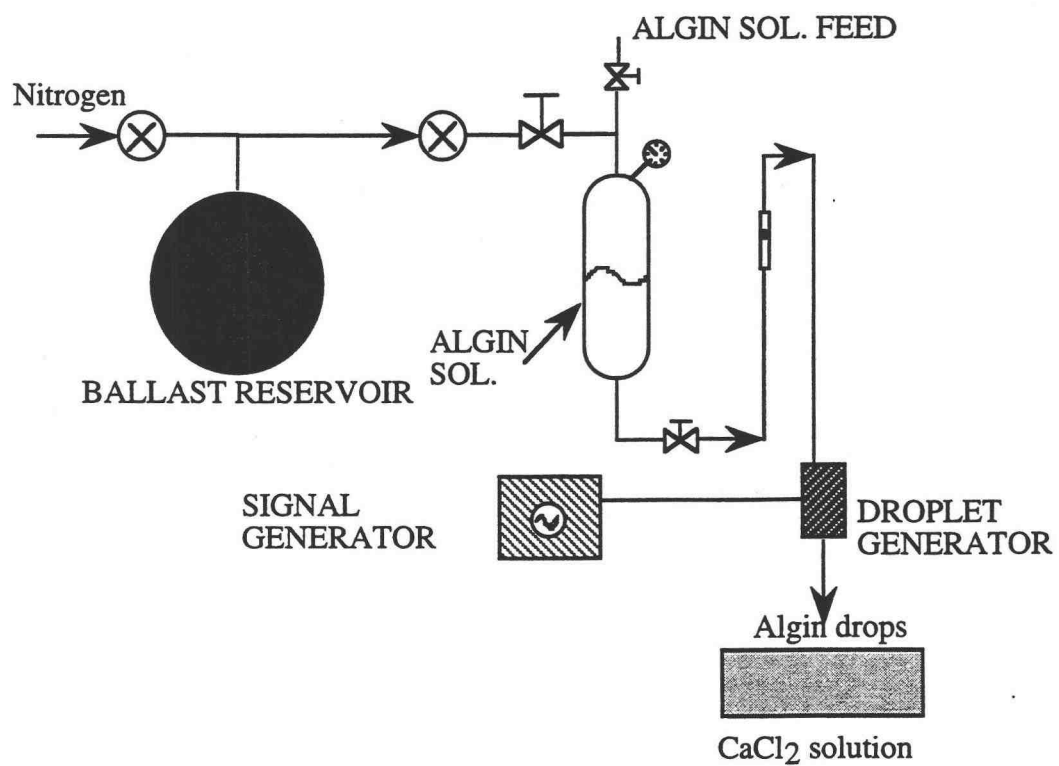 ALGIN SOL. FEED
Nitrogen
ALGIN
SOL.
BALLAST RESERVOIR
SIGNAL
GENERATOR
DROPLET
GENERATOR
Algin drops
CaCl2 solution